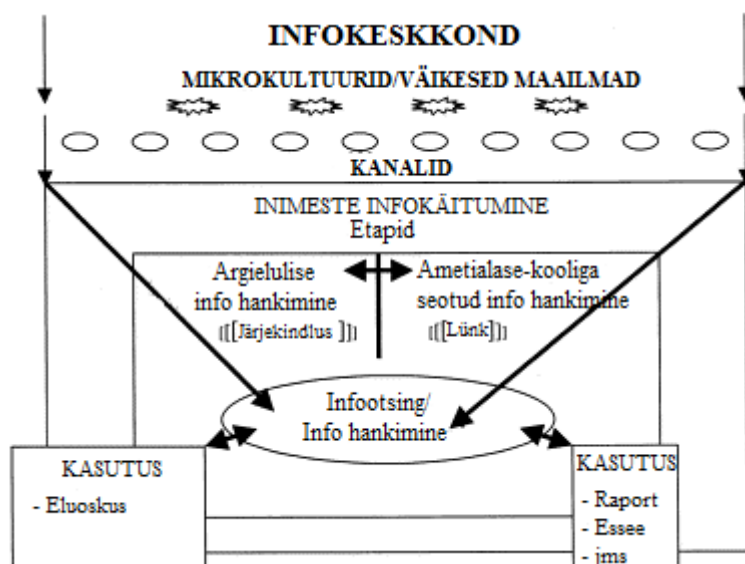 INFOKESKKOND
MIKROKULTUURID/VÄIKESED MAAILMAD
KANALID
INIMESTE INFOKÄITUMINE
Etapid
Argielulise
info hankimine
([[Järjekindlus ]])
Ametialase-kooliga
seotud info hankimine
([[Lünk]])
Infootsing/
Info hankimine
KASUTUS
- Eluoskus
KASUTUS
- Raport
- Essee
- jms